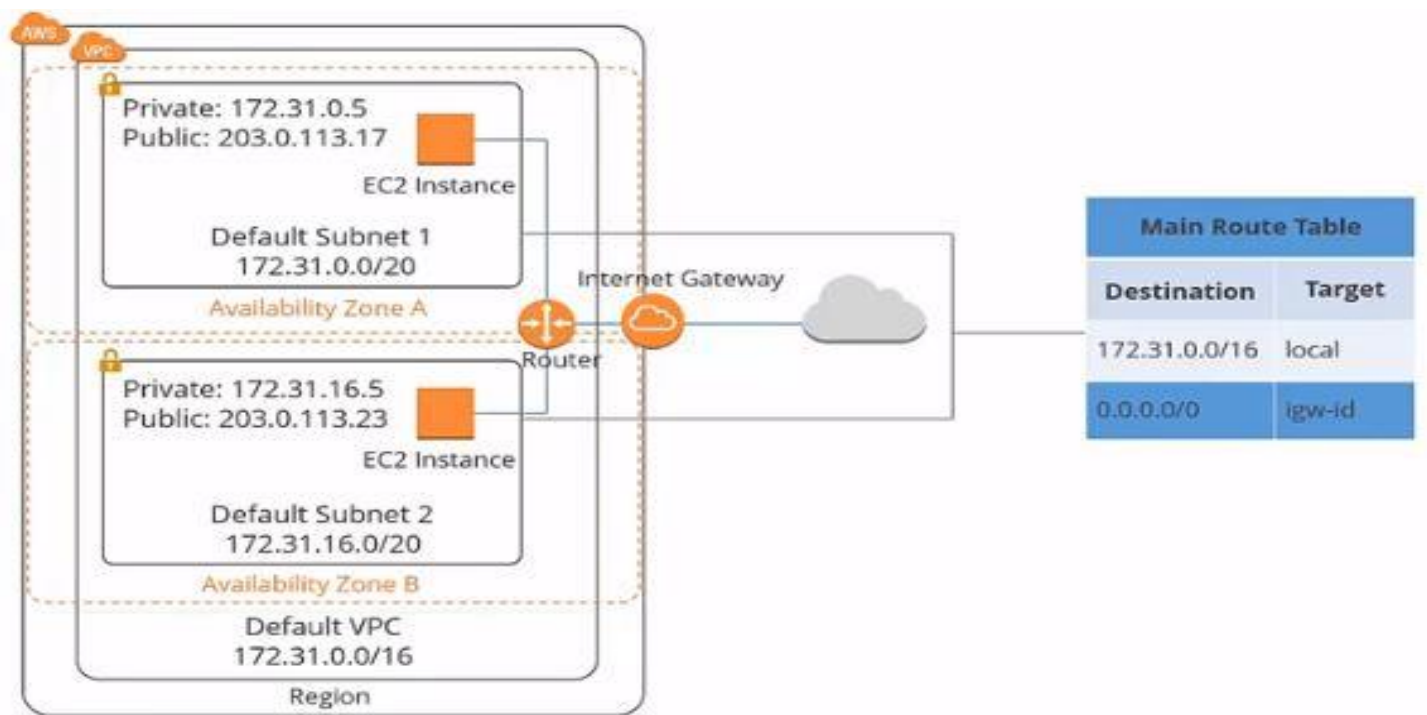 AWS
VPC
Private: 172.31.0.5
Public: 203.0.113.17
EC2 Instance
Default Subnet 1
172.31.0.0/20
Availability Zone A
Internet Gateway
Router
Private: 172.31.16.5
Public: 203.0.113.23
EC2 Instance
Default Subnet 2
172.31.16.0/20
Availability Zone B
Default VPC
172.31.0.0/16
Region
Main Route Table
Destination Target
172.31.0.0/16 local
0.0.0.0/0 igw-id